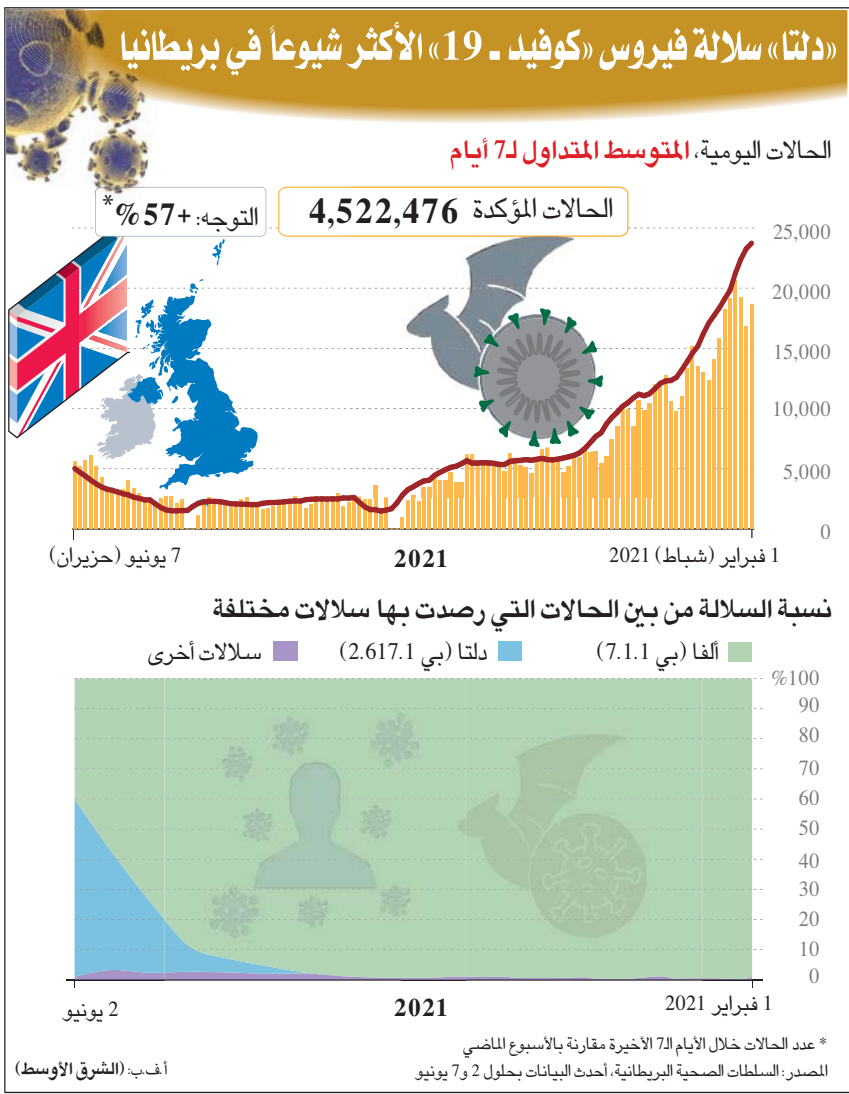 «دلتا» سلالة فيروس «كوفيد ـ 19» الأكثر شيوعاً في بريطانيا
الحالات اليومية، المتوسط المتداول لـ7 أيام
الحالات المؤكدة 4,522,476
التوجه: +57 %*
25,000
20,000
15,000
10,000
5,000
0
1 فبراير (شباط) 2021
2021
7 يونيو (حزيران)
نسبة السلالة من بين الحالات التي رصدت بها سلالات مختلفة
ألفا (بي 7.1.1)
دلتا (بي 2.617.1)
سلالات أخرى
%100
90
80
70
60
50
40
30
20
10
0
1 فبراير 2021
2021
2 يونيو
* عدد الحالات خلال الأيام الـ7 الأخيرة مقارنة بالأسبوع الماضي
المصدر: السلطات الصحية البريطانية، أحدث البيانات بحلول 2 و7 يونيو
أ.ف.ب: (الشرق الأوسط)